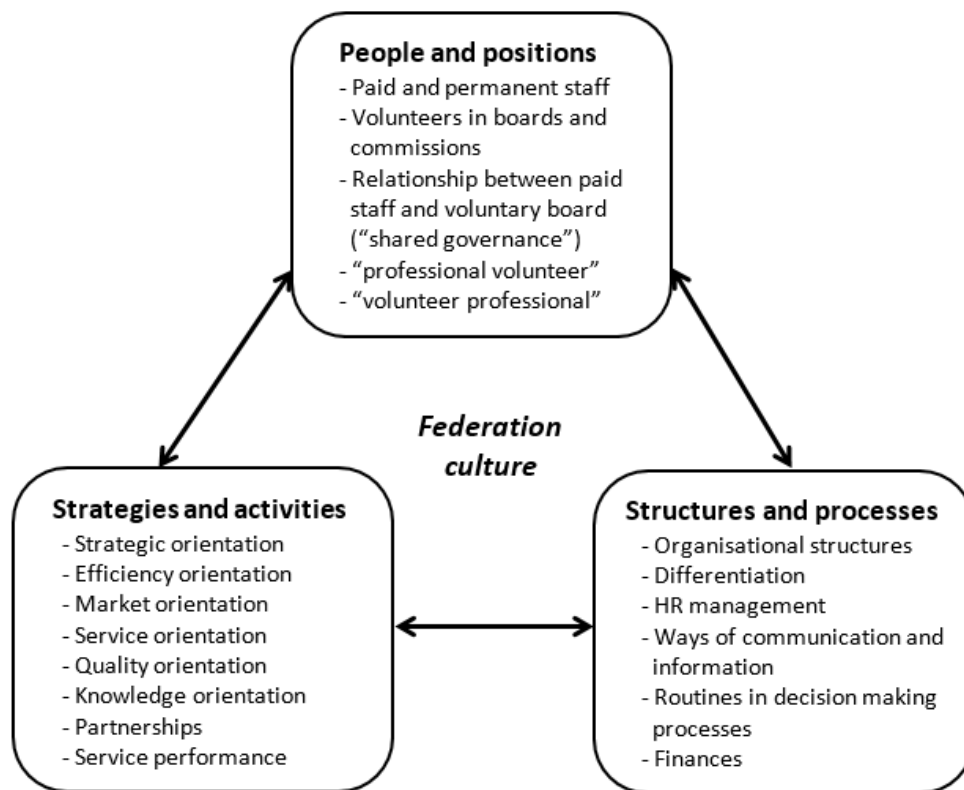 People and positions
- Paid and permanent staff
- Volunteers in boards and
commissions
- Relationship between paid
staff and voluntary board
(“shared governance”)
- “professional volunteer”
- “volunteer professional”
Federation
culture
Strategies and activities
- Strategic orientation
- Efficiency orientation
- Market orientation
- Service orientation
- Quality orientation
- Knowledge orientation
- Partnerships
- Service performance
Structures and processes
- Organisational structures
- Differentiation
- HR management
- Ways of communication and
information
- Routines in decision making
processes
- Finances